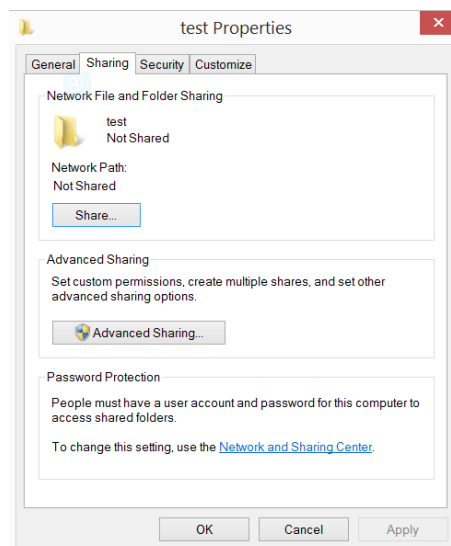 test Properties
General Sharing Security Customize
Network File and Folder Sharing
test
Not Shared
Network Path:
Not Shared
Share...
Advanced Sharing
Set custom permissions, create multiple shares, and set other
advanced sharing options.
Advanced Sharing...
Password Protection
People must have a user account and password for this computer to
access shared folders.
To change this setting, use the Network and Sharing Center.
OK Cancel Apply